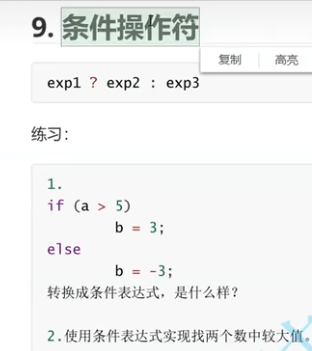 9. 条件操作符
复制 高亮
exp1 ? exp2 : exp3
练习：
1.
if (a > 5)
        b = 3;
else
        b = -3;
转换成条件表达式，是什么样？
2.使用条件表达式实现找两个数中较大值。